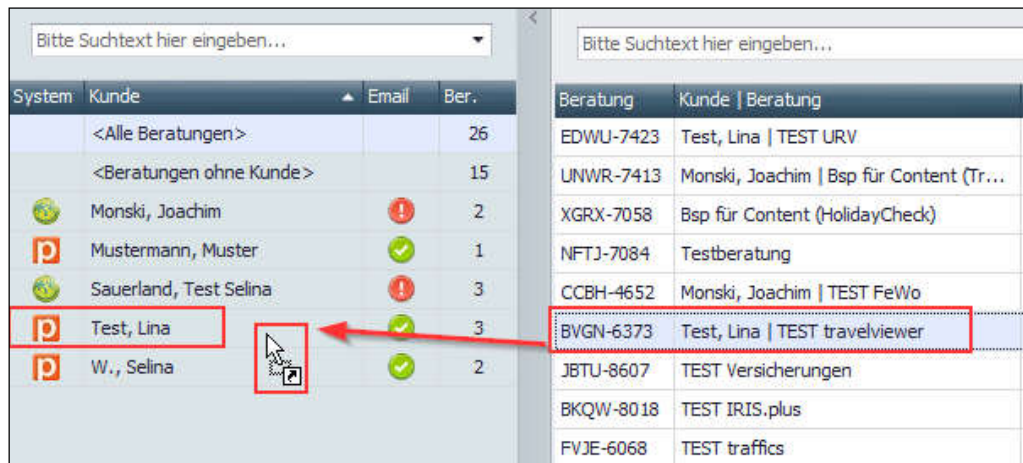 Bitte Suchtext hier eingeben...
System Kunde Email Ber.
<Alle Beratungen> 26
<Beratungen ohne Kunde> 15
Monski, Joachim 2
Mustermann, Muster 1
Sauerland, Test Selina 3
Test, Lina 3
W., Selina 2
Bitte Suchtext hier eingeben...
Beratung Kunde | Beratung
EDWU-7423 Test, Lina | TEST URV
UNWR-7413 Monski, Joachim | Bsp für Content (Tr...
XGRX-7058 Bsp für Content (HolidayCheck)
NFTJ-7084 Testberatung
CCBH-4652 Monski, Joachim | TEST FeWo
BVGN-6373 Test, Lina | TEST travelviewer
JBTU-8607 TEST Versicherungen
BKQW-8018 TEST IRIS.plus
FVJE-6068 TEST traffics